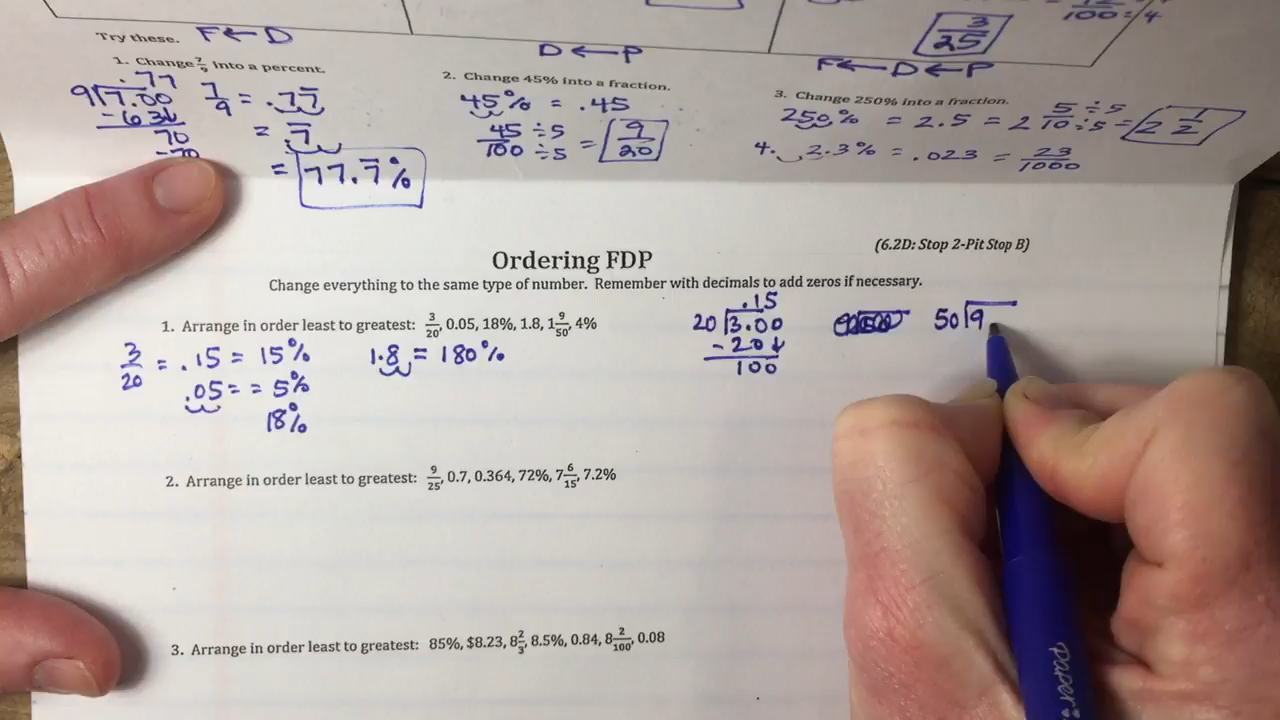 12
100 ÷ 4
3
25
Try these. F ← D
1. Change 7/9 into a percent.
.77
9)7.00
-63↓
70
-70
7/9 = .77̅
= .7̅
= 77.7̅%
D ← P
2. Change 45% into a fraction.
45% = .45
45/100 ÷5/÷5 = 9/20
F ← D ← P
3. Change 250% into a fraction.
250% = 2.5 = 2 5/10 ÷5/÷5 = 2 1/2
4. 2.3% = .023 = 23/1000
(6.2D: Stop 2-Pit Stop B)
Ordering FDP
Change everything to the same type of number. Remember with decimals to add zeros if necessary.
1. Arrange in order least to greatest: 3/20, 0.05, 18%, 1.8, 1 9/50, 4%
3/20 = .15 = 15%
.05 = = 5%
18%
1.8 = 180%
.15
20)3.00
-20↓
100
50)9
2. Arrange in order least to greatest: 9/25, 0.7, 0.364, 72%, 7 6/15, 7.2%
3. Arrange in order least to greatest: 85%, $8.23, 8 2/3, 8.5%, 0.84, 8 2/100, 0.08
Paper